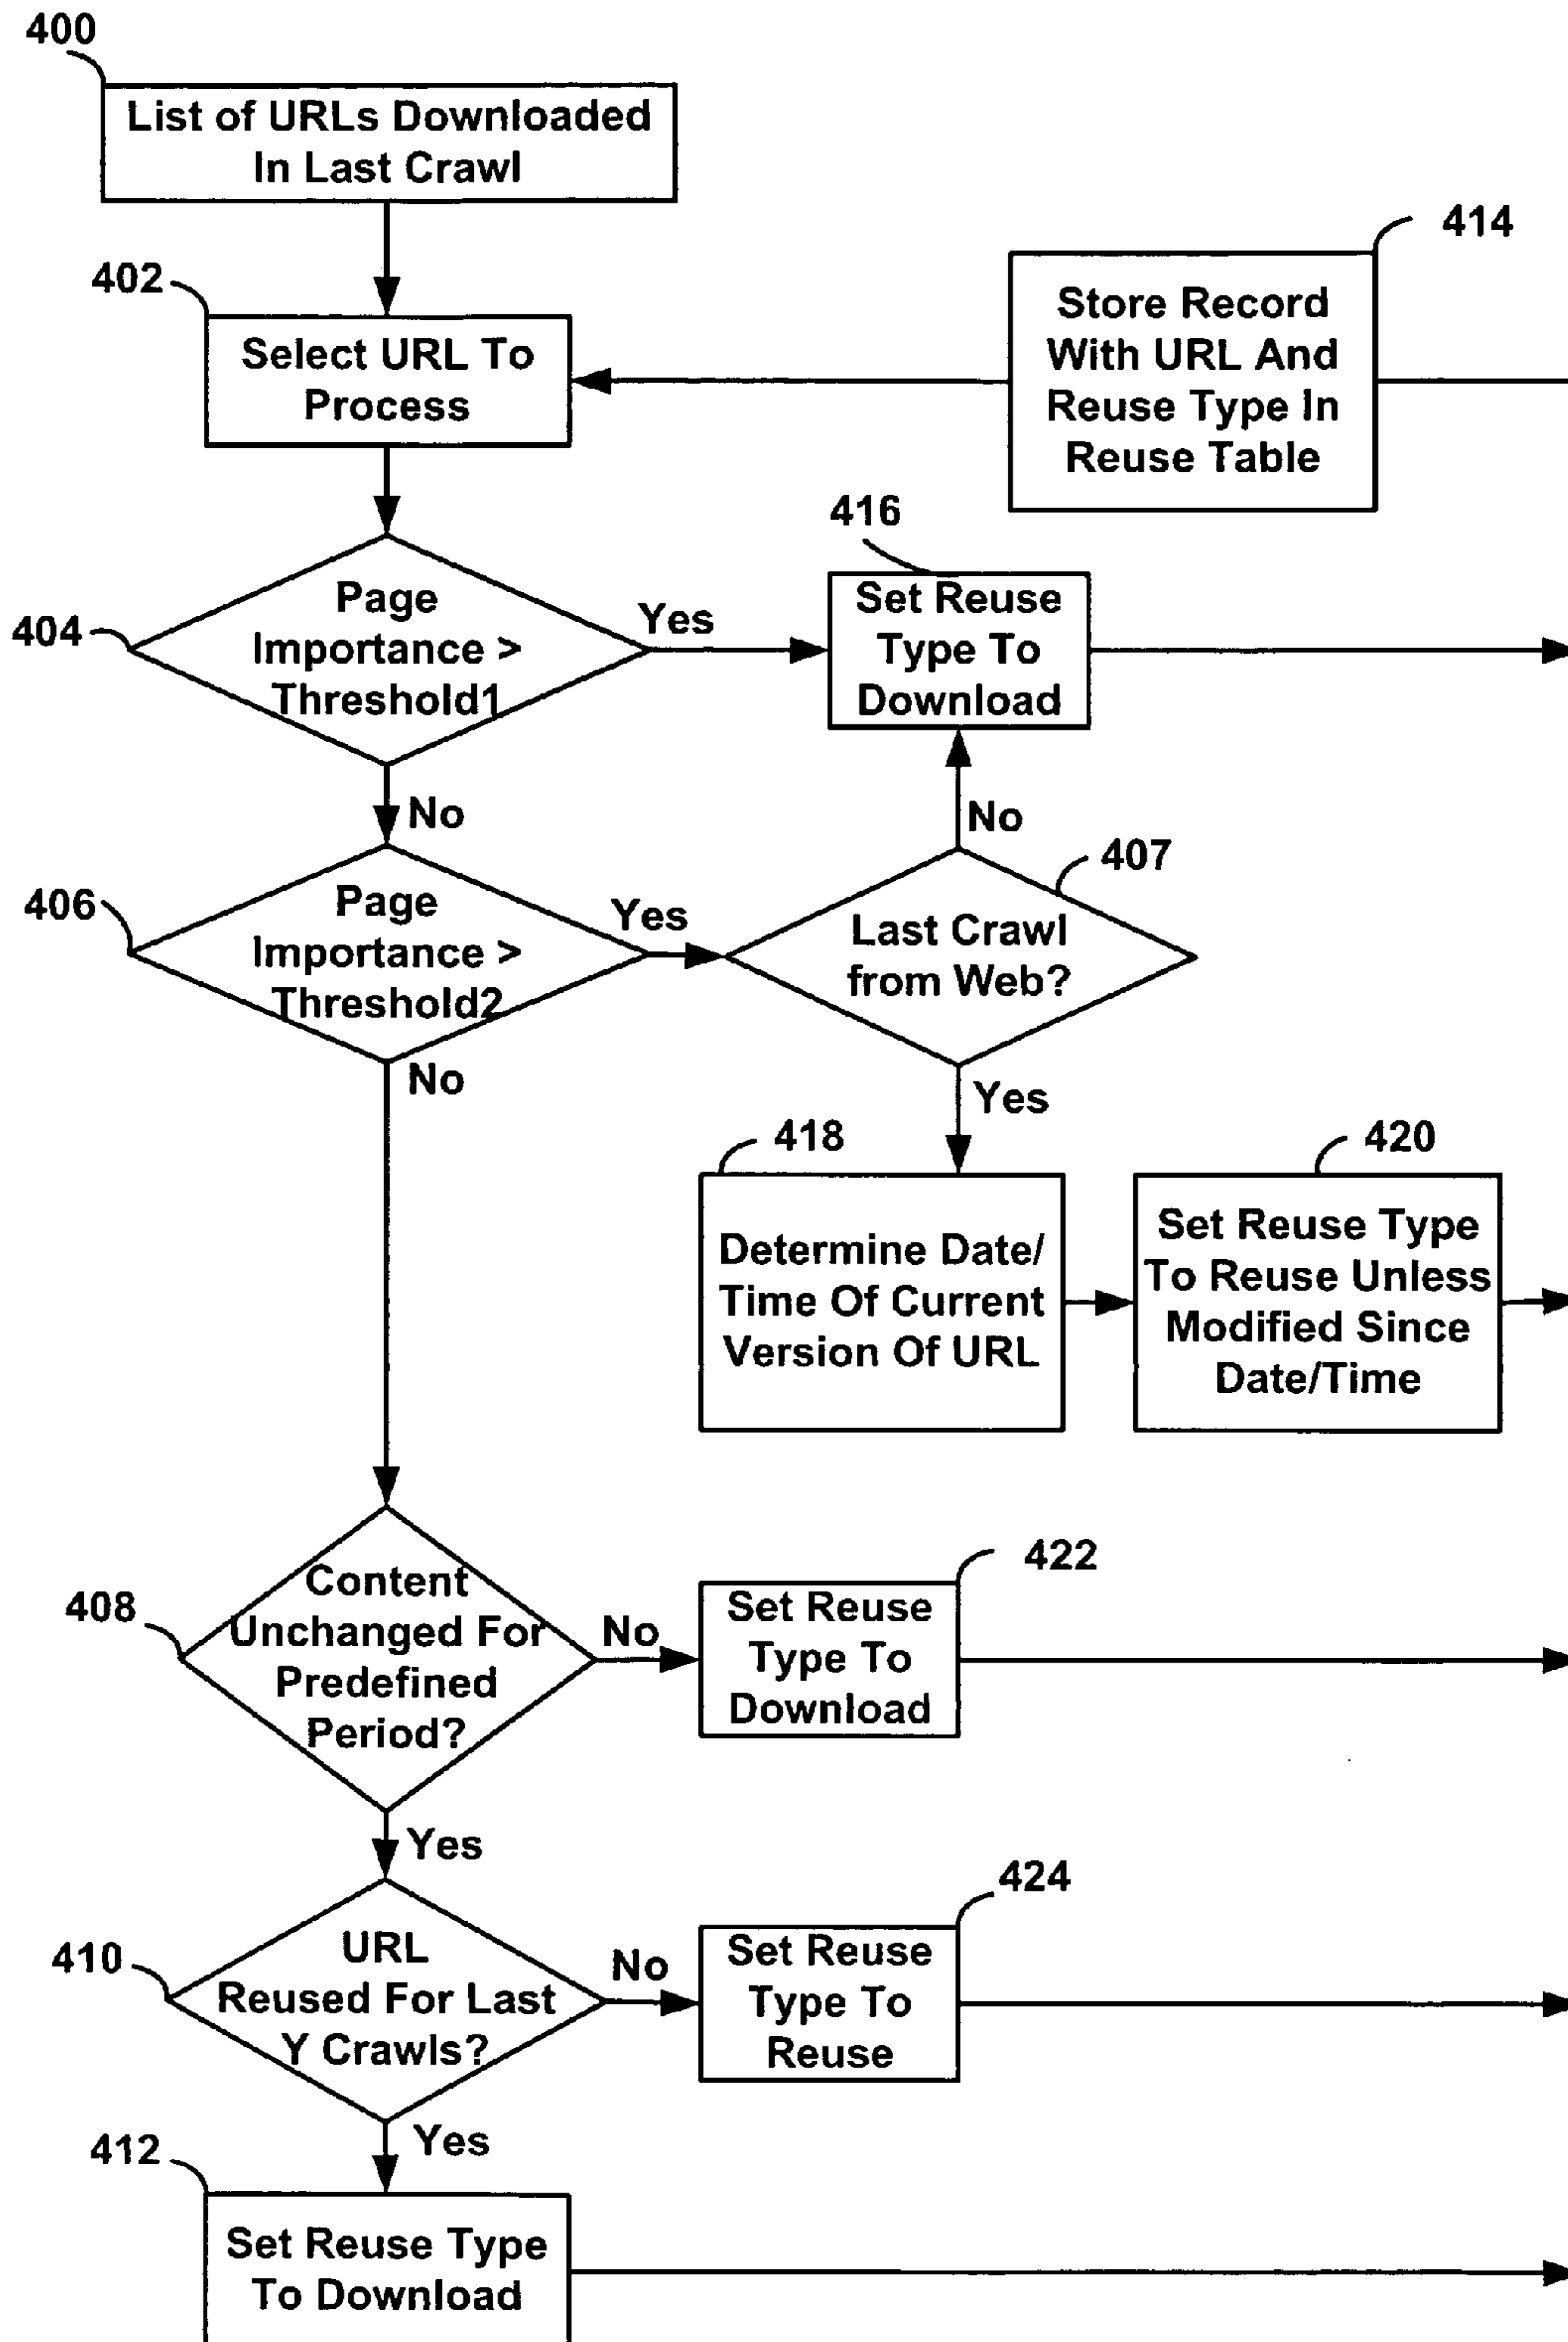 400
List of URLs Downloaded
In Last Crawl
402
Select URL To
Process
414
Store Record
With URL And
Reuse Type In
Reuse Table
404
Page
Importance >
Threshold1
Yes
416
Set Reuse
Type To
Download
No
No
406
Page
Importance >
Threshold2
Yes
407
Last Crawl
from Web?
No
Yes
418
Determine Date/
Time Of Current
Version Of URL
420
Set Reuse Type
To Reuse Unless
Modified Since
Date/Time
408
Content
Unchanged For
Predefined
Period?
No
422
Set Reuse
Type To
Download
Yes
410
URL
Reused For Last
Y Crawls?
No
424
Set Reuse
Type To
Reuse
Yes
412
Set Reuse Type
To Download